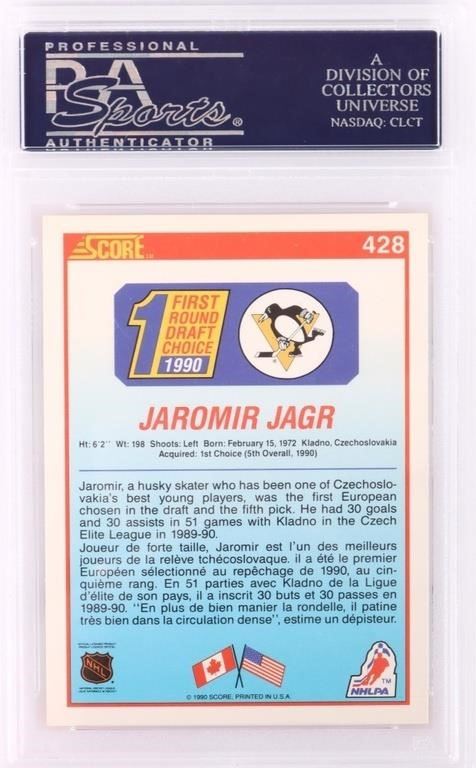 PROFESSIONAL
PSA
Sports®
AUTHENTICATOR
A
DIVISION OF
COLLECTORS
UNIVERSE
NASDAQ: CLCT
SCORE
428
1
FIRST
ROUND
DRAFT
CHOICE
1990
JAROMIR JAGR
Ht: 6'2'' Wt: 198 Shoots: Left Born: February 15, 1972 Kladno, Czechoslovakia
Acquired: 1st Choice (5th Overall, 1990)
Jaromir, a husky skater who has been one of Czechoslo-
vakia's best young players, was the first European
chosen in the draft and the fifth pick. He had 30 goals
and 30 assists in 51 games with Kladno in the Czech
Elite League in 1989-90.
Joueur de forte taille, Jaromir est l'un des meilleurs
joueurs de la relève tchécoslovaque. il a été le premier
Européen sélectionné au repêchage de 1990, au cin-
quième rang. En 51 parties avec Kladno de la Ligue
d'élite de son pays, il a inscrit 30 buts et 30 passes en
1989-90. ''En plus de bien manier la rondelle, il patine
très bien dans la circulation dense'', estime un dépisteur.
NHL
NHLPA
TM
© 1990 SCORE, PRINTED IN U.S.A.